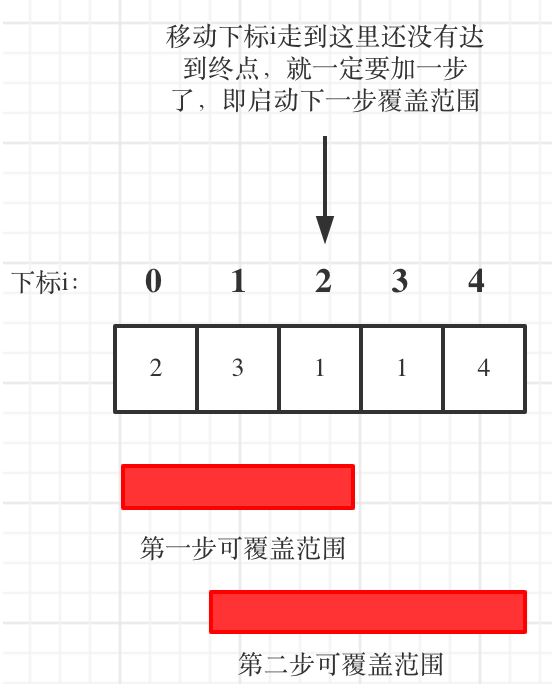 移动下标i走到这里还没有达
到终点，就一定要加一步
了，即启动下一步覆盖范围
下标i: 0 1 2 3 4
2 3 1 1 4
第一步可覆盖范围
第二步可覆盖范围